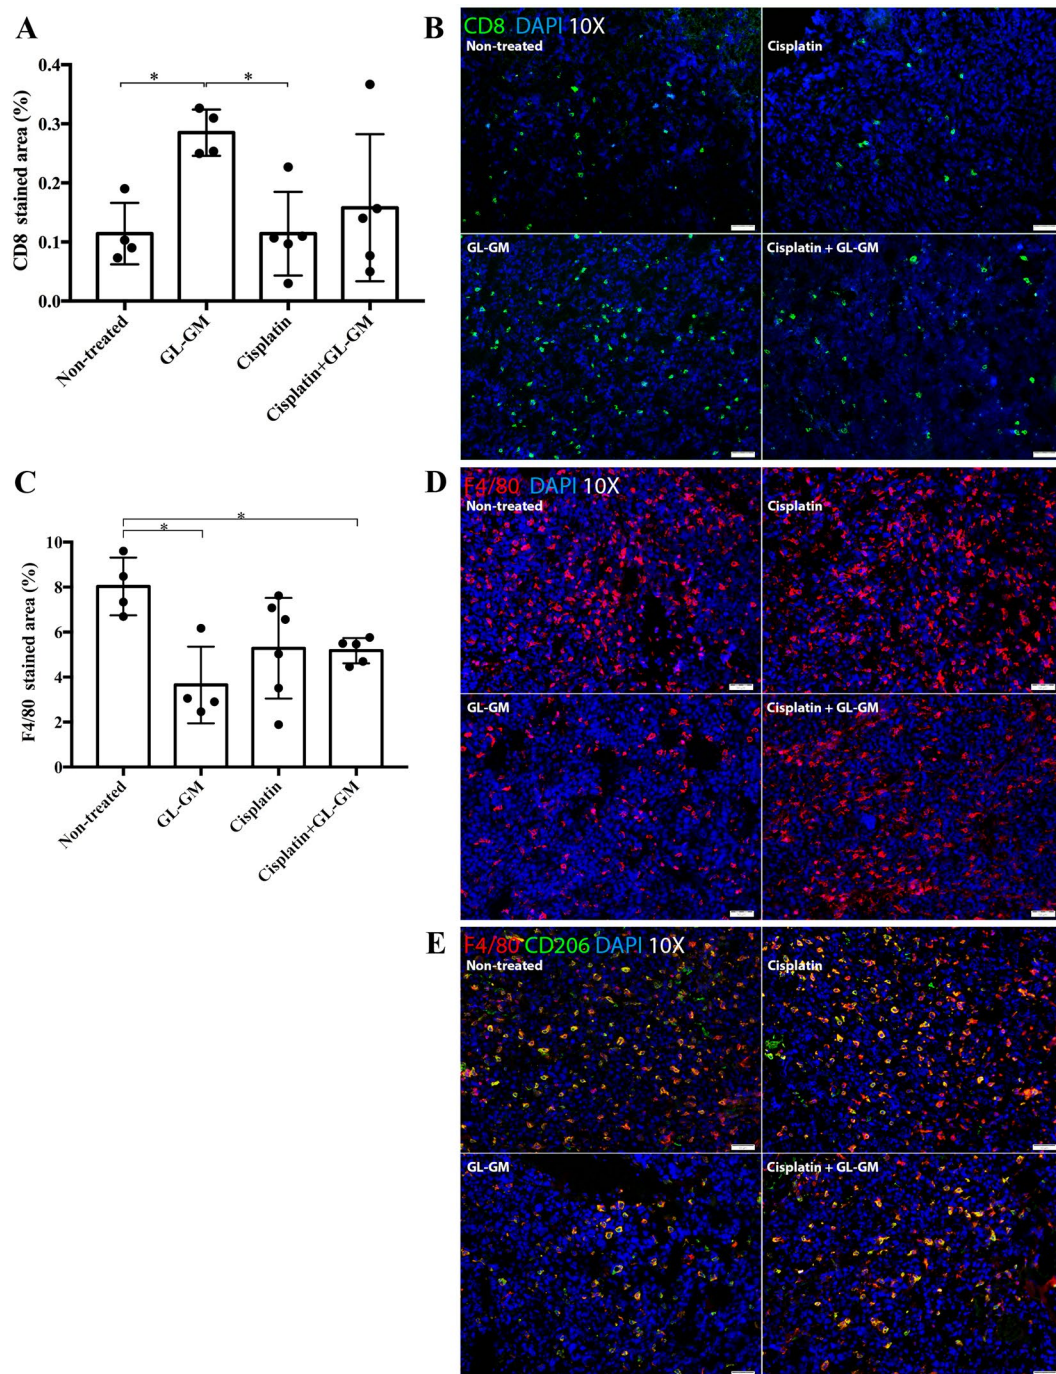 A
CD8 stained area (%)
0.4
0.3
0.2
0.1
0.0
* *
Non-treated
GL-GM
Cisplatin
Cisplatin+GL-GM
B
CD8 DAPI 10X
Non-treated
Cisplatin
GL-GM
Cisplatin + GL-GM
C
F4/80 stained area (%)
10
8
6
4
2
0
*
*
Non-treated
GL-GM
Cisplatin
Cisplatin+GL-GM
D
F4/80 DAPI 10X
Non-treated
Cisplatin
GL-GM
Cisplatin + GL-GM
E
F4/80 CD206 DAPI 10X
Non-treated
Cisplatin
GL-GM
Cisplatin + GL-GM